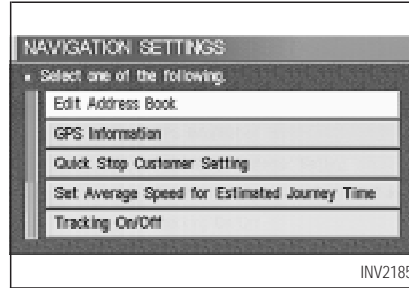 NAVIGATION SETTINGS
Select one of the following.
Edit Address Book
GPS Information
Quick Stop Customer Setting
Set Average Speed for Estimated Journey Time
Tracking On/Off
INV2185